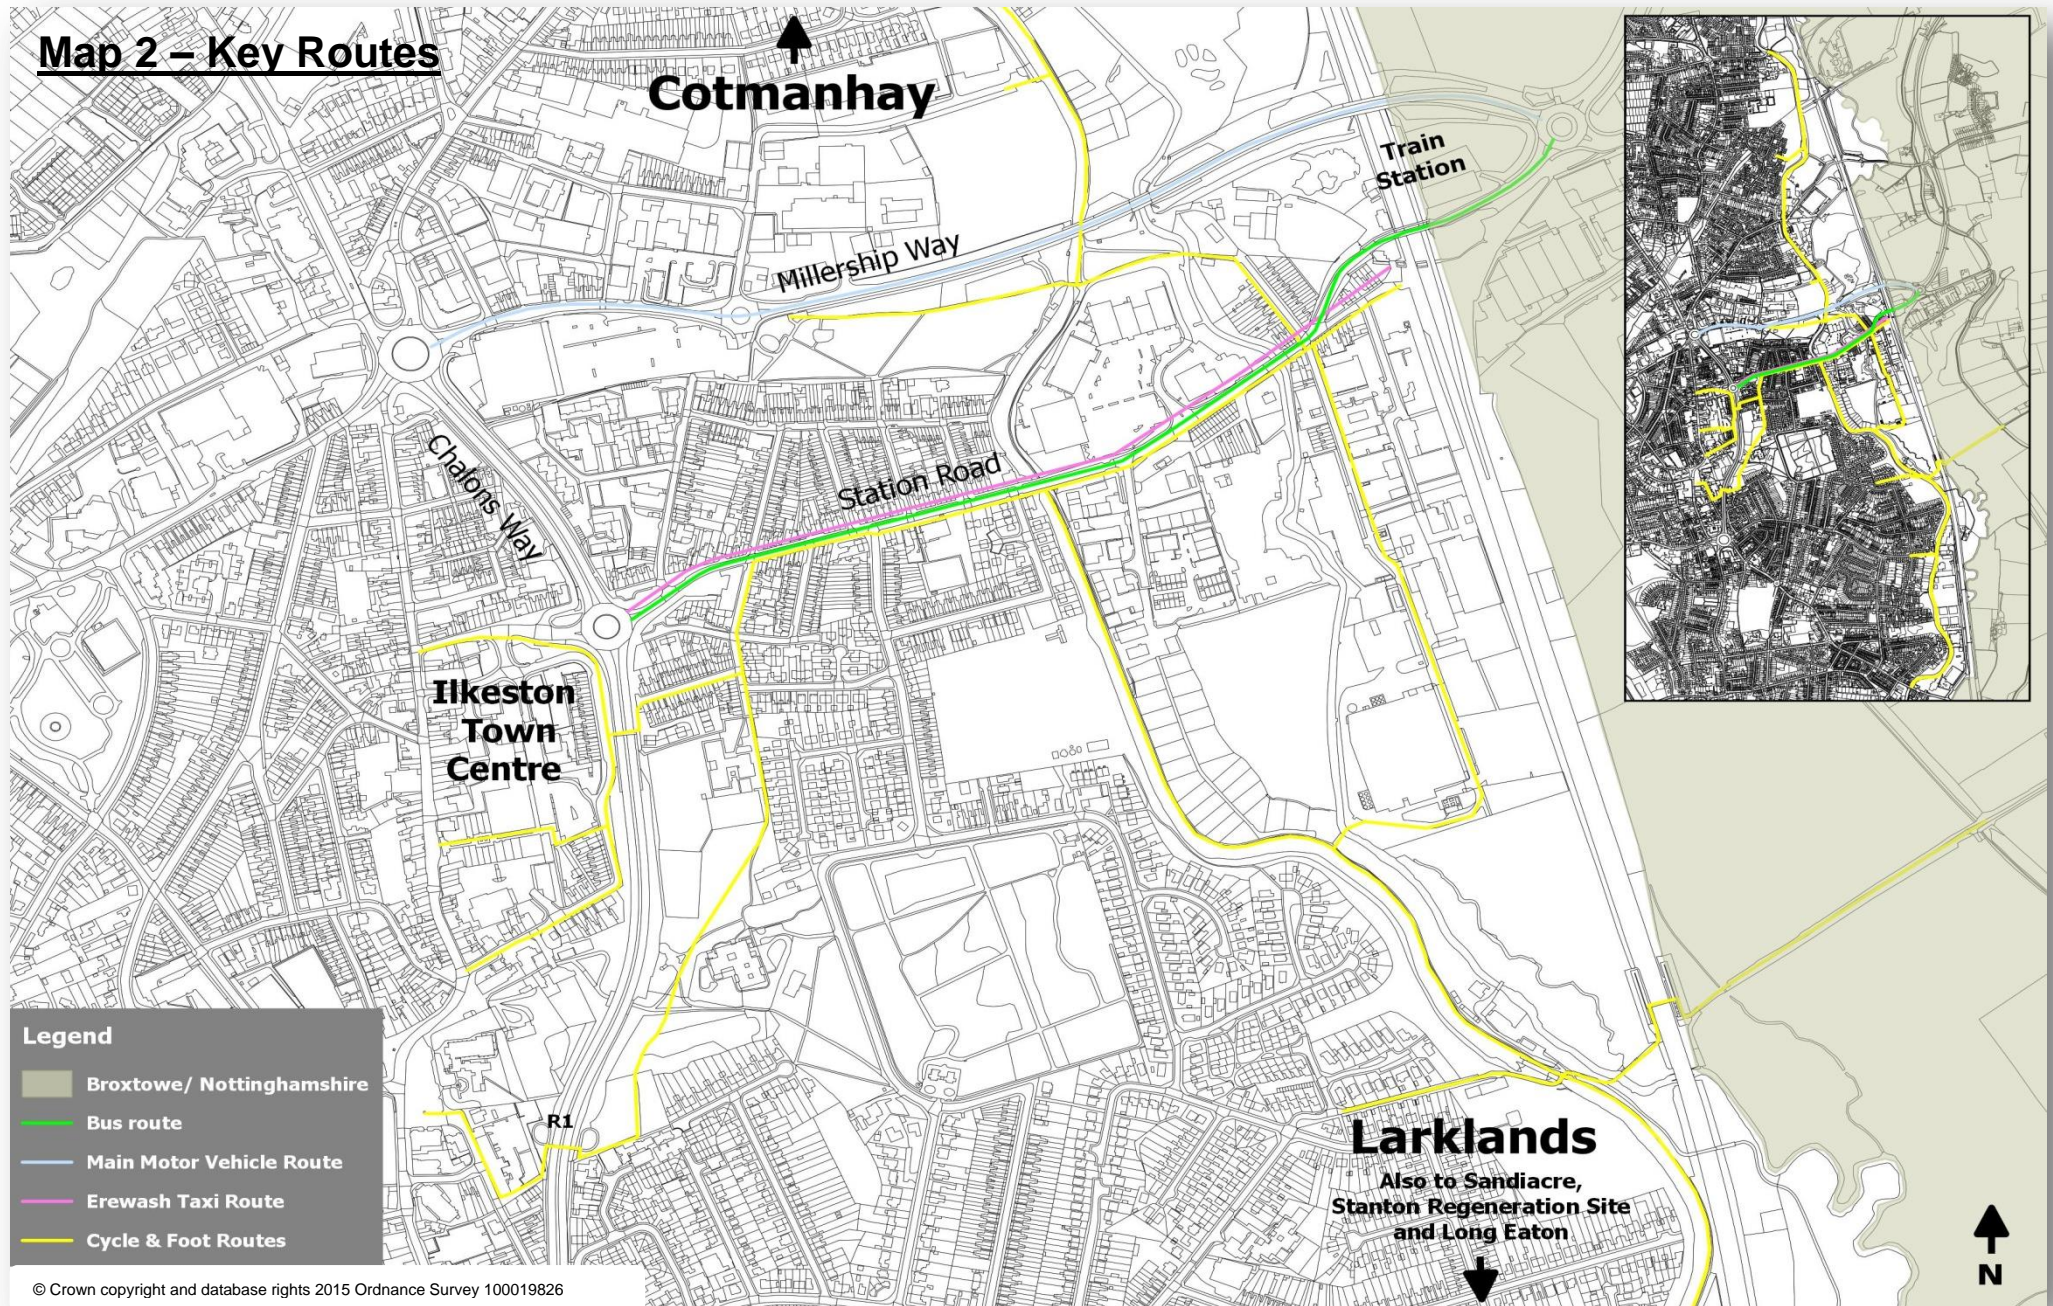 Map 2 – Key Routes
Cotmanhay
Train
Station
Millership Way
Chalons Way
Station Road
Ilkeston
Town
Centre
R1
Larklands
Also to Sandiacre,
Stanton Regeneration Site
and Long Eaton
N
Legend
Broxtowe/ Nottinghamshire
Bus route
Main Motor Vehicle Route
Erewash Taxi Route
Cycle & Foot Routes
© Crown copyright and database rights 2015 Ordnance Survey 100019826